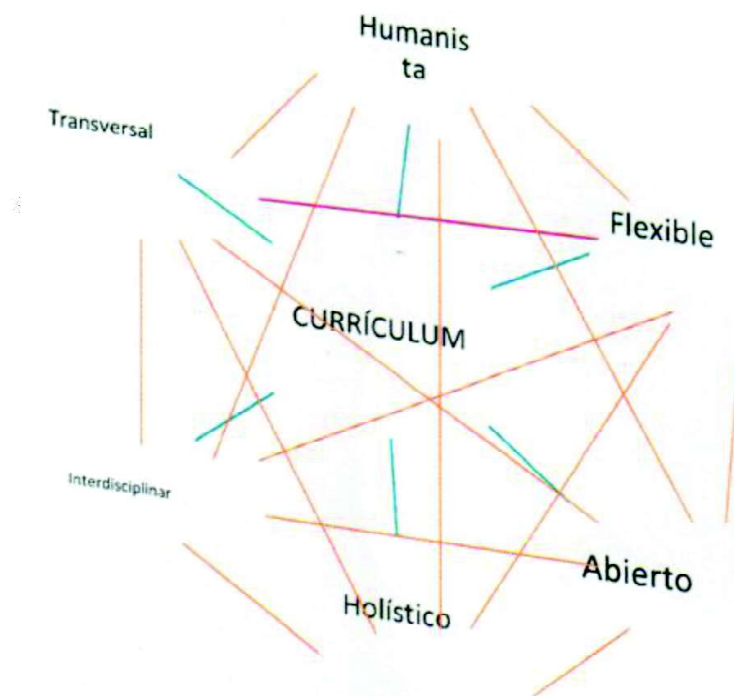 Humanis
ta
Transversal
Flexible
CURRÍCULUM
Interdisciplinar
Abierto
Holístico